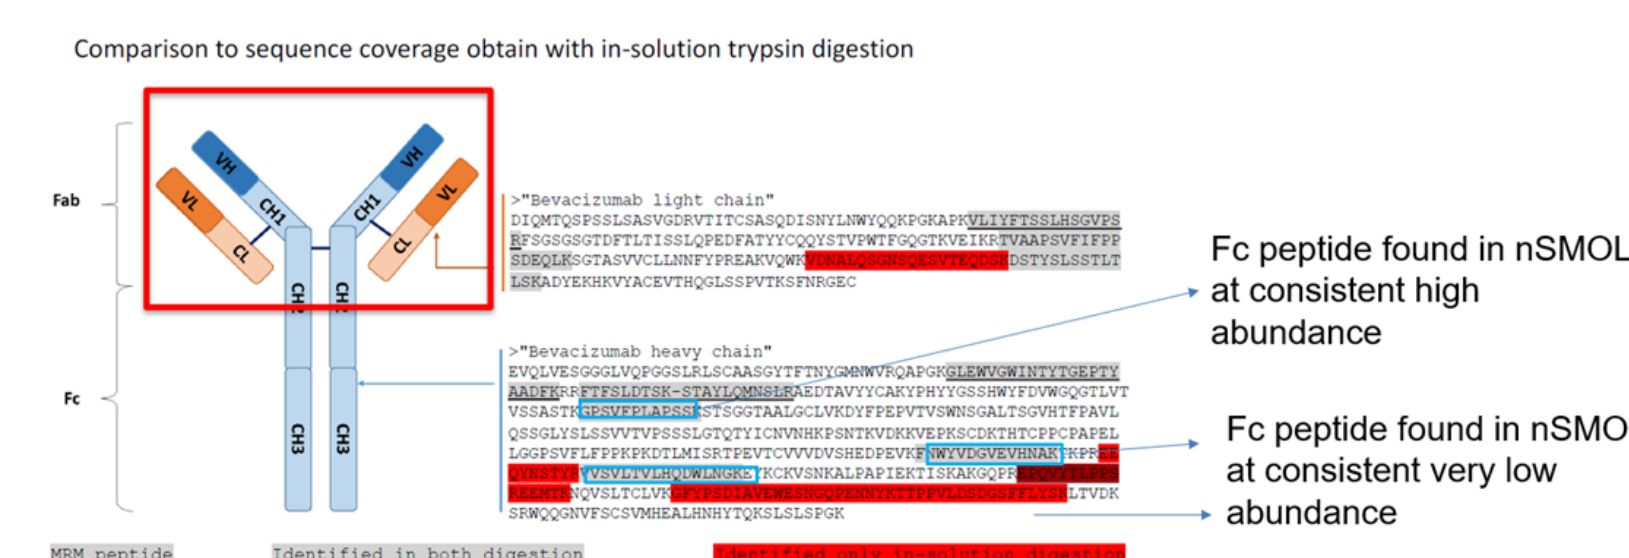 Comparison to sequence coverage obtain with in-solution trypsin digestion
Fab
Fc
VH
VH
VL
VL
CH1
CH1
CL
CL
CH2
CH2
CH3
CH3
>"Bevacizumab light chain"
DIQMTQSPSSLSASVGDRVTITCSASQDISNYLNWYQQKPGKAPKVLIYFTSSLHSGVPS
RFSGSGSGTDFTLTISSLQPEDFATYYCQQYSTVPWTFGQGTKVEIKRTVAAPSVFIFPP
SDEQLKSGTASVVCLLNNFYPREAKVQWKVDNALQSGNSQESVTEQDSKDSTYSLSSTLT
LSKADYEKHKVYACEVTHQGLSSPVTKSFNRGEC
>"Bevacizumab heavy chain"
EVQLVESGGGLVQPGGSLRLSCAASGYTFTNYGMNWVRQAPGKGLEWVGWINTYTGEPTY
AADFKRRFTFSLDTSK-STAYLQMNSLRAEDTAVYYCAKYPHYYGSSHWYFDVWGQGTLVT
VSSASTKGPSVFPLAPSSKSTSGGTAALGCLVKDYFPEPVTVSWNSGALTSGVHTFPAVL
QSSGLYSLSSVVTVPSSSLGTQTYICNVNHKPSNTKVDKKVEPKSCDKTHTCPPCPAPEL
LGGPSVFLFPPKPKDTLMISRTPEVTCVVVDVSHEDPEVKFNWYVDGVEVHNAKTKPREE
QYNSTYRVVSVLTVLHQDWLNGKEYKCKVSNKALPAPIEKTISKAKGQPREPQVYTLPPS
REEMTKNQVSLTCLVKGFYPSDIAVEWESNGQPENNYKTTPPVLDSDGSFFLYSKLTVDK
SRWQQGNVFSCSVMHEALHNHYTQKSLSLSPGK
Fc peptide found in nSMOL
at consistent high
abundance
Fc peptide found in nSMO
at consistent very low
abundance
MRM peptide
Identified in both digestion
Identified only in-solution digestion